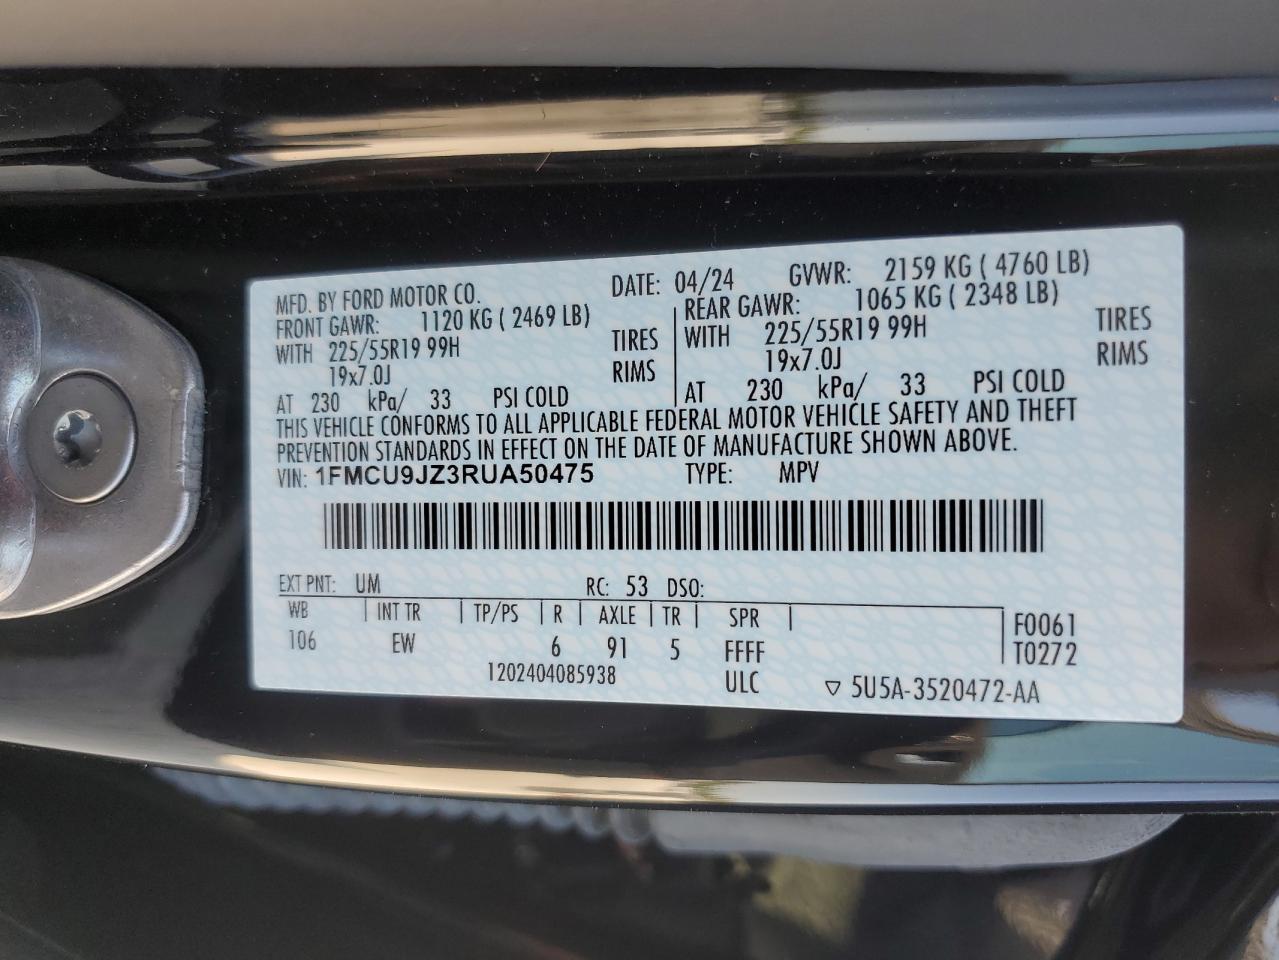 MFD. BY FORD MOTOR CO. DATE: 04/24 GVWR: 2159 KG ( 4760 LB)
FRONT GAWR: 1120 KG ( 2469 LB) REAR GAWR: 1065 KG ( 2348 LB)
WITH 225/55R19 99H TIRES WITH 225/55R19 99H TIRES
19x7.0J RIMS 19x7.0J RIMS
AT 230 kPa/ 33 PSI COLD AT 230 kPa/ 33 PSI COLD
THIS VEHICLE CONFORMS TO ALL APPLICABLE FEDERAL MOTOR VEHICLE SAFETY AND THEFT
PREVENTION STANDARDS IN EFFECT ON THE DATE OF MANUFACTURE SHOWN ABOVE.
VIN: 1FMCU9JZ3RUA50475 TYPE: MPV
EXT PNT: UM RC: 53 DSO:
WB INT TR TP/PS R AXLE TR SPR F0061
106 EW 6 91 5 FFFF T0272
1202404085938 ULC ▽ 5U5A-3520472-AA